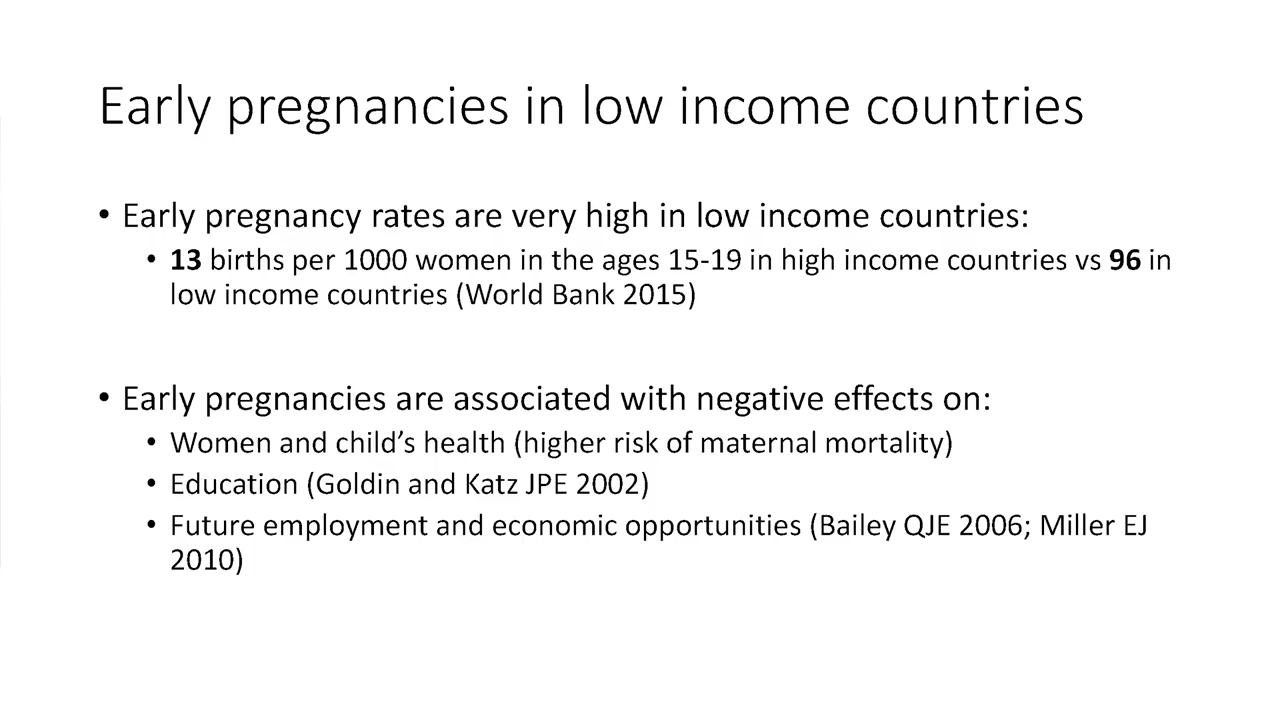 Early pregnancies in low income countries
• Early pregnancy rates are very high in low income countries:
• 13 births per 1000 women in the ages 15-19 in high income countries vs 96 in
low income countries (World Bank 2015)
• Early pregnancies are associated with negative effects on:
• Women and child’s health (higher risk of maternal mortality)
• Education (Goldin and Katz JPE 2002)
• Future employment and economic opportunities (Bailey QJE 2006; Miller EJ
2010)